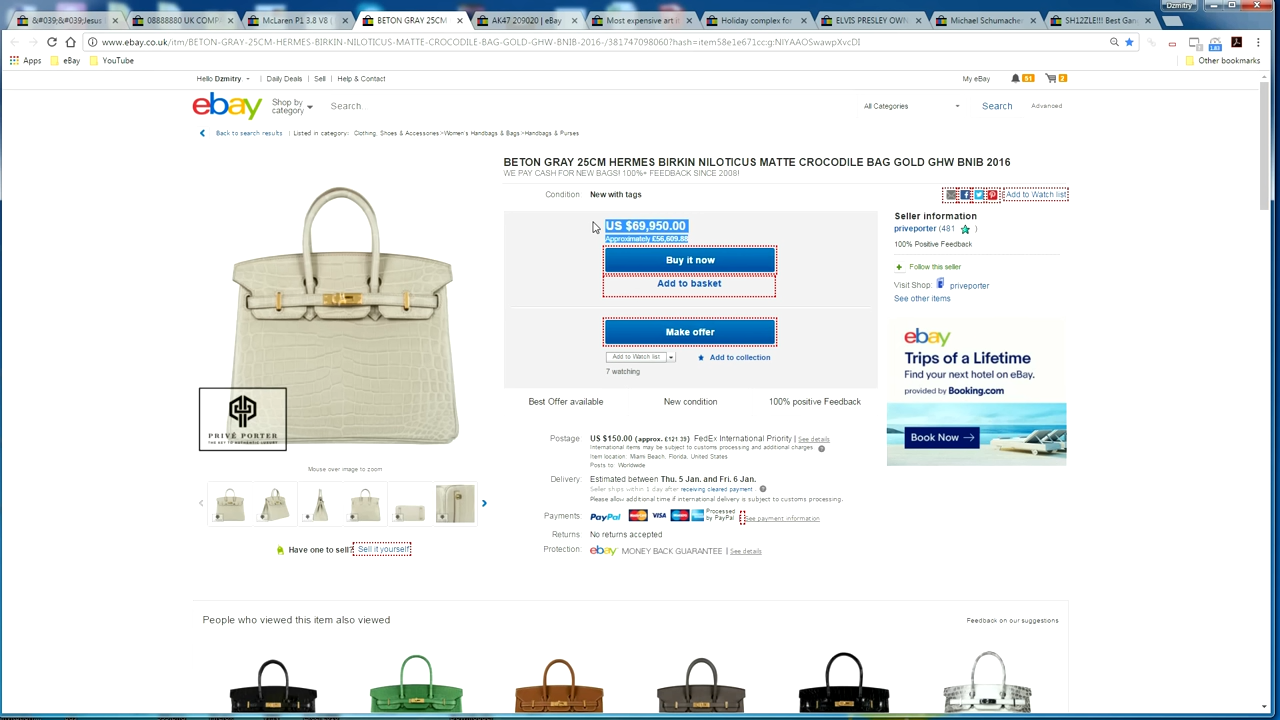 Dzmitry
&#039;&#039;Jesus
08888880 UK COMP
McLaren P1 3.8 V8 (
BETON GRAY 25CM
AK47 209020 | eBay
Most expensive art i
Holiday complex for
ELVIS PRESLEY OWN
Michael Schumache
SH12ZLE!!! Best Gar
www.ebay.co.uk/itm/BETON-GRAY-25CM-HERMES-BIRKIN-NILOTICUS-MATTE-CROCODILE-BAG-GOLD-GHW-BNIB-2016-/381747098060?hash=item58e1e671cc:g:NIYAAOSwawpXvcDI
Apps eBay YouTube Other bookmarks
Hello Dzmitry Daily Deals Sell Help & Contact My eBay 51 2
ebay Shop by category Search All Categories Search Advanced
Back to search results | Listed in category: Clothing, Shoes & Accessories>Women's Handbags & Bags>Handbags & Purses
BETON GRAY 25CM HERMES BIRKIN NILOTICUS MATTE CROCODILE BAG GOLD GHW BNIB 2016
WE PAY CASH FOR NEW BAGS! 100%+ FEEDBACK SINCE 2008!
Condition New with tags
Add to Watch list
US $69,950.00
Approximately £56,609.88
Buy it now
Add to basket
Make offer
Add to Watch list
Add to collection
7 watching
Best Offer available New condition 100% positive Feedback
Postage US $150.00 (approx. £121.39) FedEx International Priority | See details
International items may be subject to customs processing and additional charges
Item location: Miami Beach, Florida, United States
Posts to: Worldwide
Delivery: Estimated between Thu. 5 Jan. and Fri. 6 Jan.
Seller ships within 1 day after receiving cleared payment
Please allow additional time if international delivery is subject to customs processing.
Payments PayPal VISA Processed by PayPal See payment information
Returns No returns accepted
Protection: ebay MONEY BACK GUARANTEE | See details
Seller information
priveporter (481 )
100% Positive Feedback
Follow this seller
Visit Shop: priveporter
See other items
ebay
Trips of a Lifetime
Find your next hotel on eBay.
provided by Booking.com
Book Now
PRIVÉ PORTER
Mouse over image to zoom
Have one to sell? Sell it yourself
People who viewed this item also viewed
Feedback on our suggestions